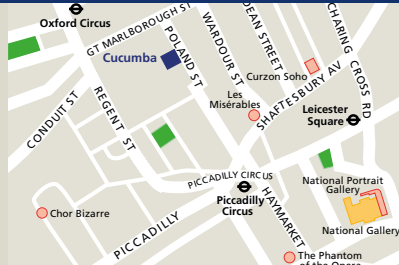 Oxford Circus
GT MARLBOROUGH ST
POLAND ST
WARDOUR ST
DEAN STREET
CHARING CROSS RD
Cucumba
Curzon Soho
SHAFTESBURY AV
Les
Misérables
Leicester
Square
CONDUIT ST
REGENT ST
PICCADILLY CIRCUS
Piccadilly
Circus
National Portrait
Gallery
HAYMARKET
Chor Bizarre
PICCADILLY
National Gallery
The Phantom
of the Opera